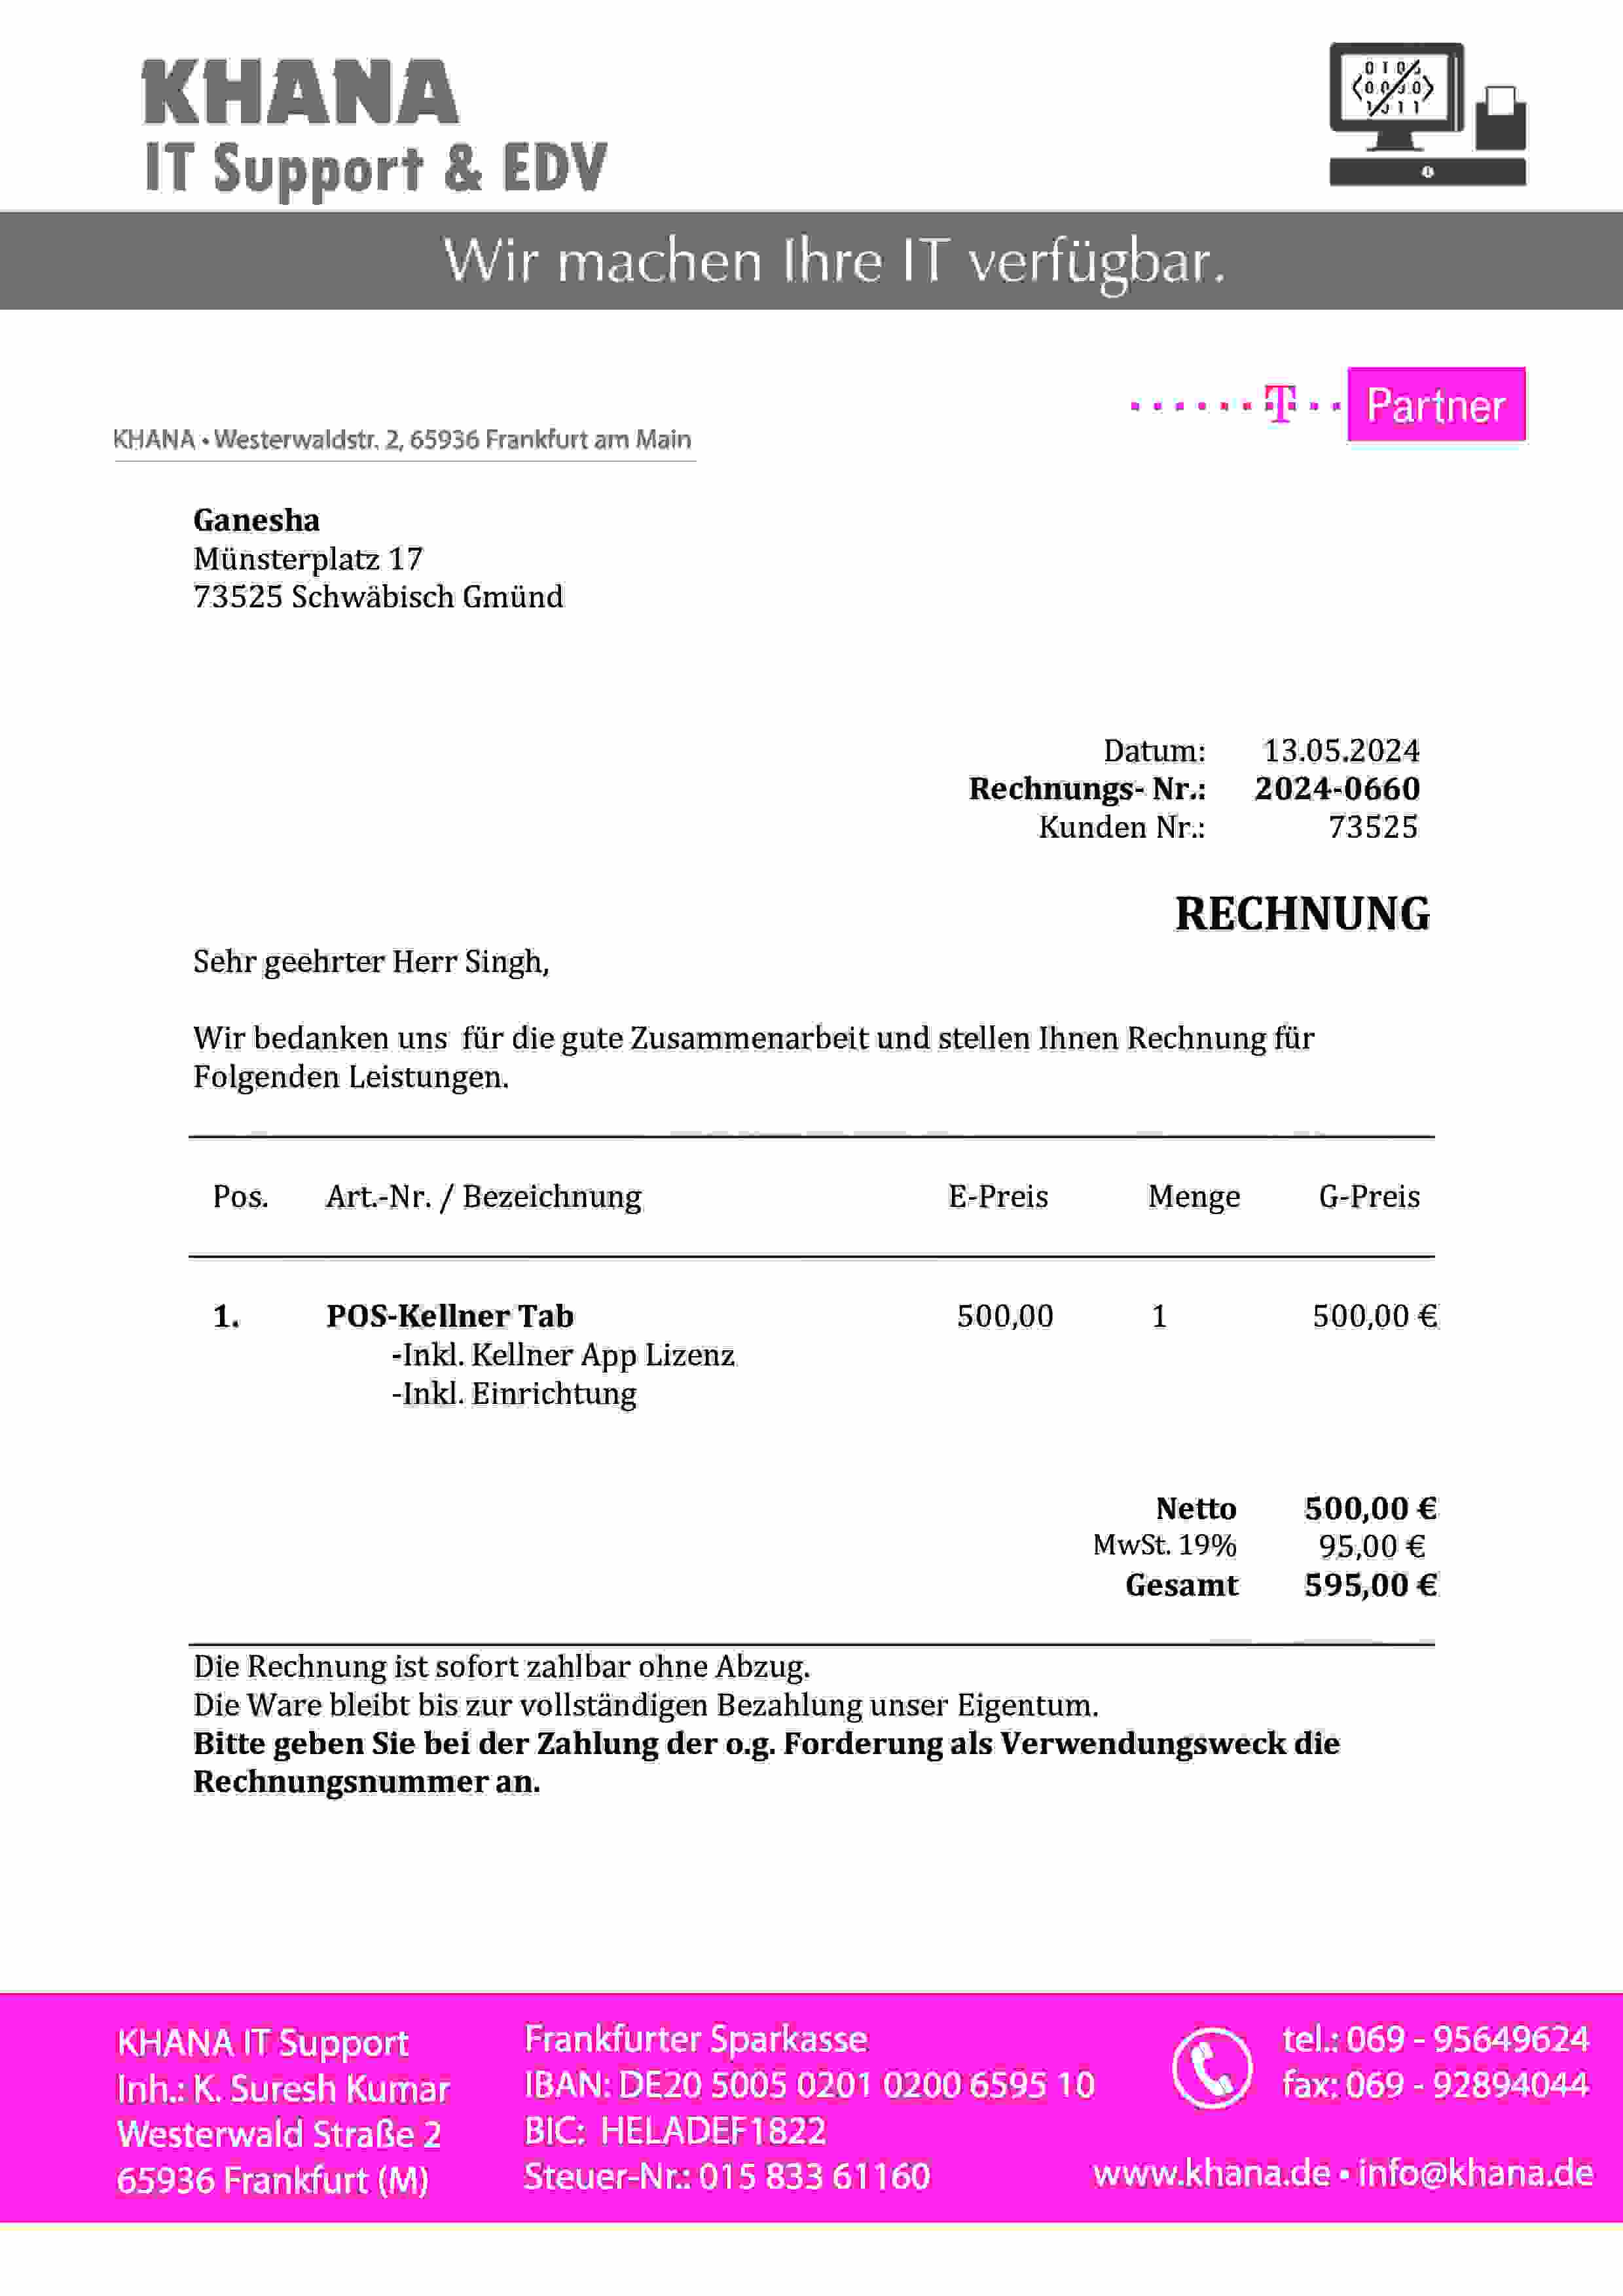 KHANA
IT Support & EDV
Wir machen Ihre IT verfügbar.
T Partner
KHANA • Westerwaldstr. 2, 65936 Frankfurt am Main
Ganesha
Münsterplatz 17
73525 Schwäbisch Gmünd
Datum: 13.05.2024
Rechnungs- Nr.: 2024-0660
Kunden Nr.: 73525
RECHNUNG
Sehr geehrter Herr Singh,
Wir bedanken uns für die gute Zusammenarbeit und stellen Ihnen Rechnung für
Folgenden Leistungen.
Pos. Art.-Nr. / Bezeichnung E-Preis Menge G-Preis
1. POS-Kellner Tab 500,00 1 500,00 €
-Inkl. Kellner App Lizenz
-Inkl. Einrichtung
Netto 500,00 €
MwSt. 19% 95,00 €
Gesamt 595,00 €
Die Rechnung ist sofort zahlbar ohne Abzug.
Die Ware bleibt bis zur vollständigen Bezahlung unser Eigentum.
Bitte geben Sie bei der Zahlung der o.g. Forderung als Verwendungsweck die
Rechnungsnummer an.
KHANA IT Support
Inh.: K. Suresh Kumar
Westerwald Straße 2
65936 Frankfurt (M)
Frankfurter Sparkasse
IBAN: DE20 5005 0201 0200 6595 10
BIC: HELADEF1822
Steuer-Nr.: 015 833 61160
tel.: 069 - 95649624
fax: 069 - 92894044
www.khana.de • info@khana.de